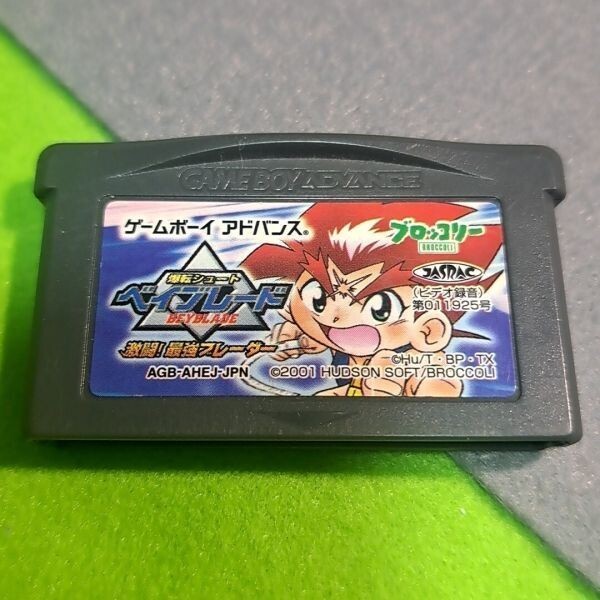 GAME BOY ADVANCE
ゲームボーイ アドバンス®
ブロッコリー
BROCCOLI
爆転シュート
ベイブレード
BEYBLADE
JASRAC
(ビデオ録音)
第011925号
激闘!最強ブレーダー
©Hu/T・BP・TX
AGB-AHEJ-JPN
©2001 HUDSON SOFT/BROCCOLI